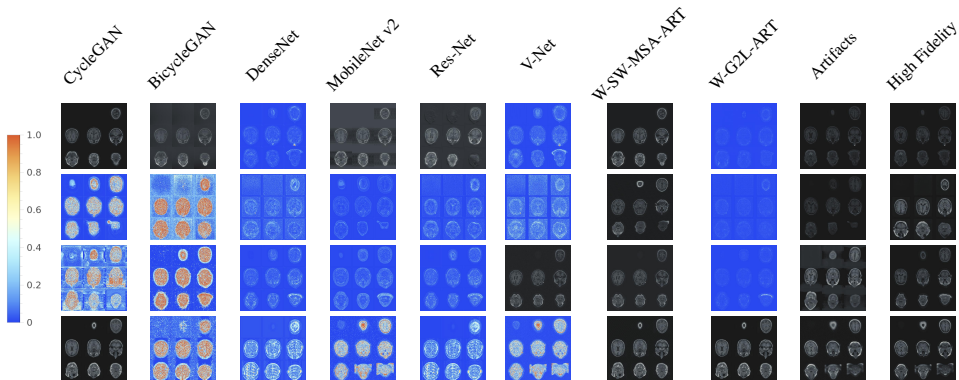 CycleGAN
BicycleGAN
DenseNet
MobileNet v2
Res-Net
V-Net
W-SW-MSA-ART
W-G2L-ART
Artifacts
High Fidelity
1.0
0.8
0.6
0.4
0.2
0